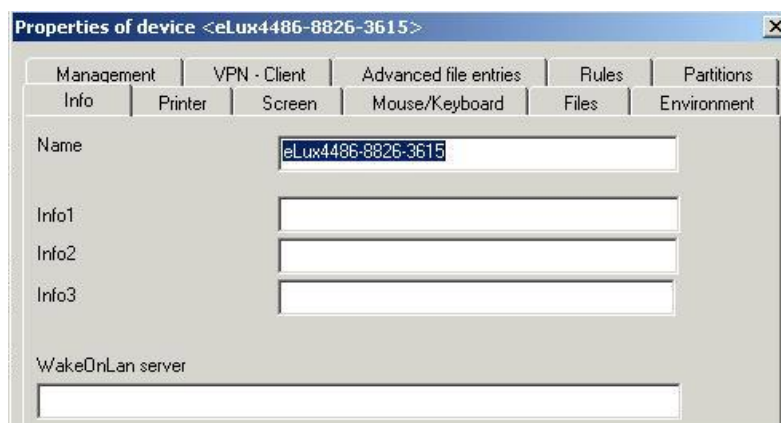 Properties of device <eLux4486-8826-3615>
Management VPN - Client Advanced file entries Rules Partitions
Info Printer Screen Mouse/Keyboard Files Environment
Name eLux4486-8826-3615
Info1
Info2
Info3
WakeOnLan server